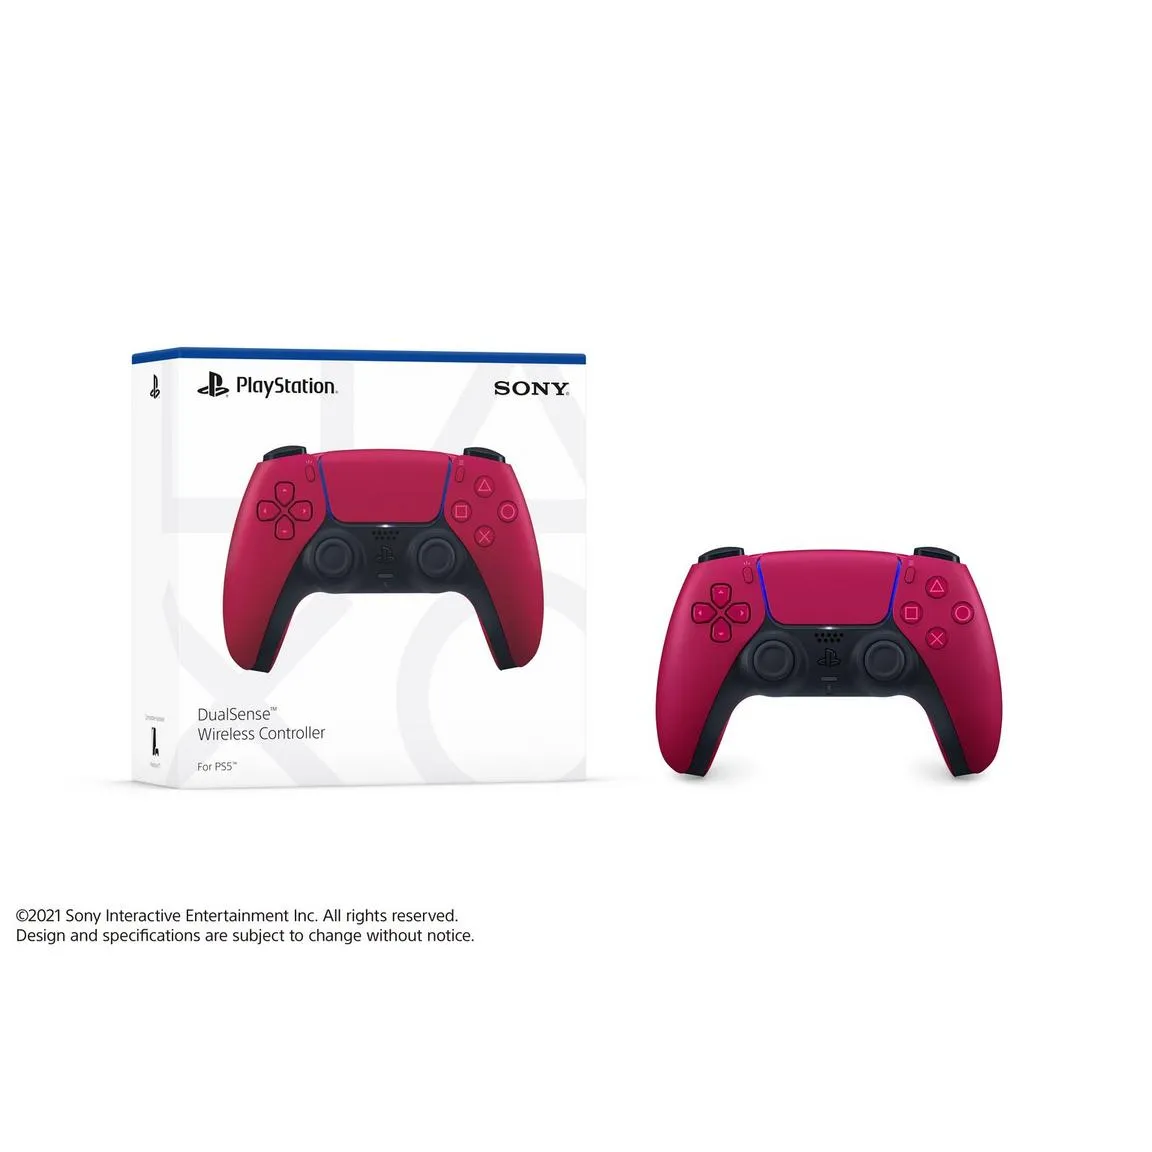 PlayStation®
SONY®
DualSense™
Wireless Controller
For PS5™
©2021 Sony Interactive Entertainment Inc. All rights reserved.
Design and specifications are subject to change without notice.